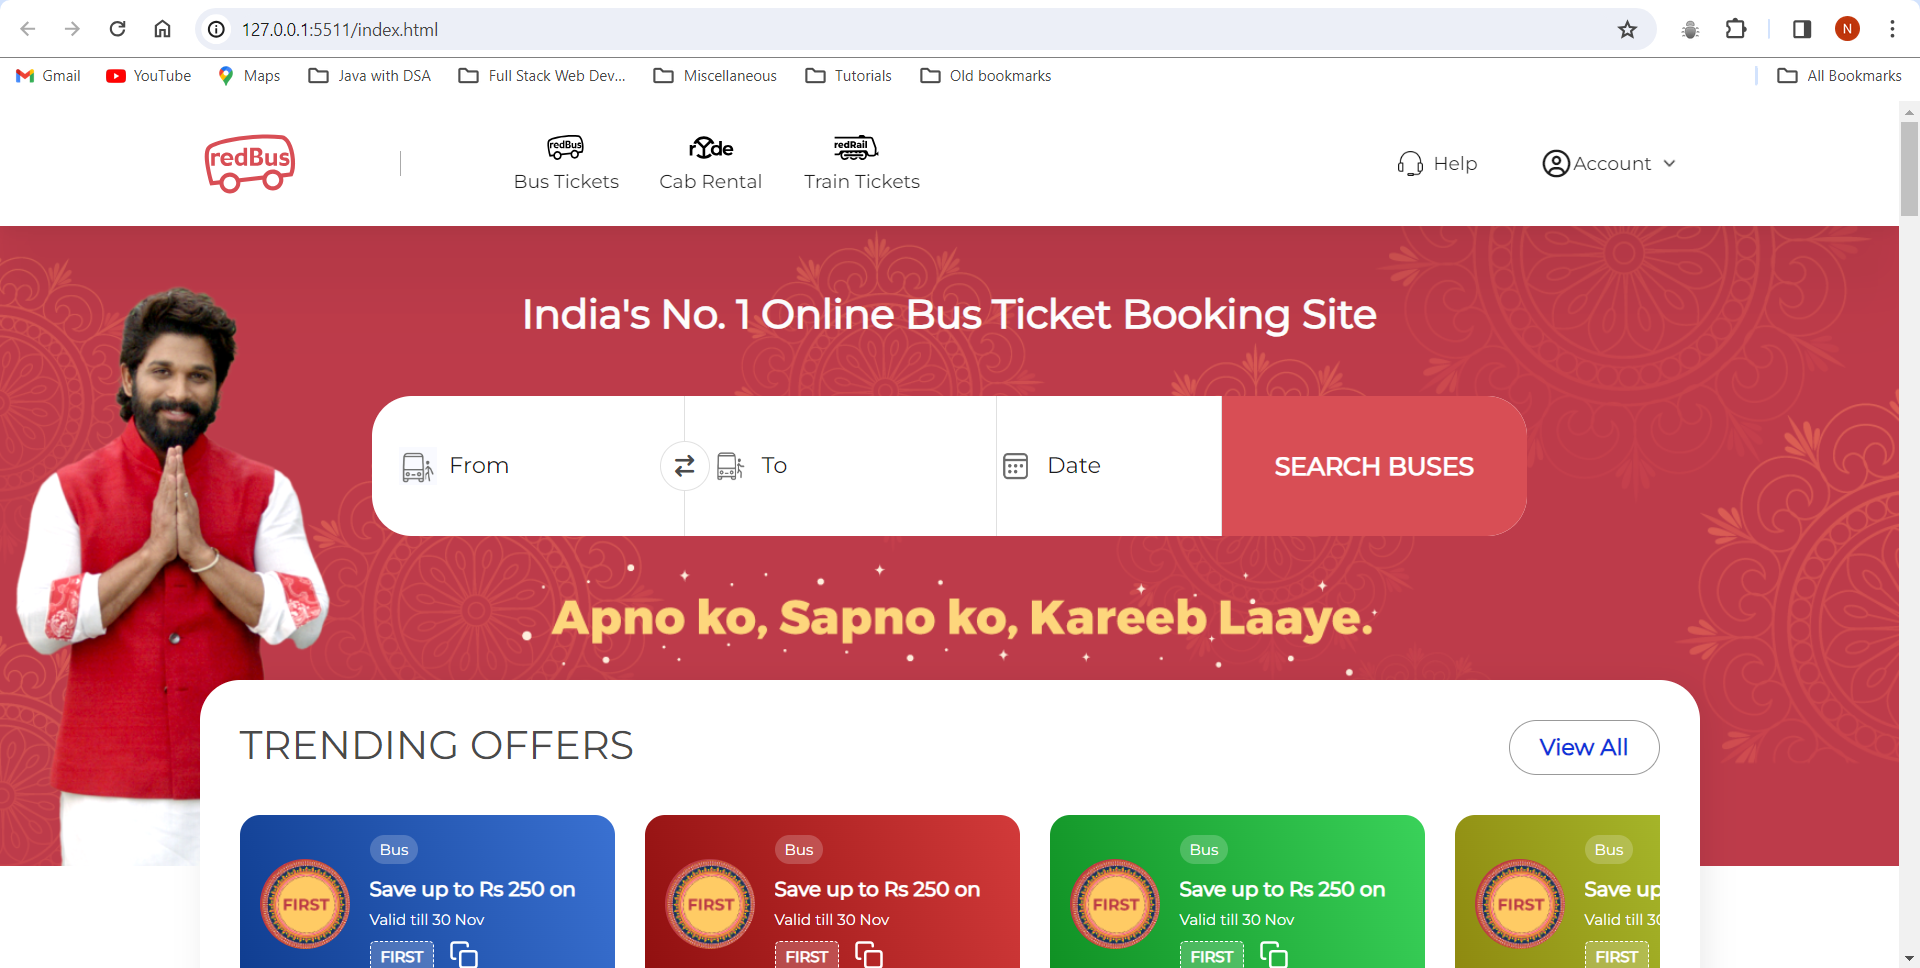 127.0.0.1:5511/index.html
N
Gmail
YouTube
Maps
Java with DSA
Full Stack Web Dev...
Miscellaneous
Tutorials
Old bookmarks
All Bookmarks
redBus
redBus
Bus Tickets
rYde
Cab Rental
redRail
Train Tickets
Help
Account
India's No. 1 Online Bus Ticket Booking Site
From
To
Date
SEARCH BUSES
Apno ko, Sapno ko, Kareeb Laaye.
TRENDING OFFERS
View All
Bus
FIRST
Save up to Rs 250 on
Valid till 30 Nov
FIRST
Bus
FIRST
Save up to Rs 250 on
Valid till 30 Nov
FIRST
Bus
FIRST
Save up to Rs 250 on
Valid till 30 Nov
FIRST
Bus
FIRST
Save up
Valid till 30
FIRST